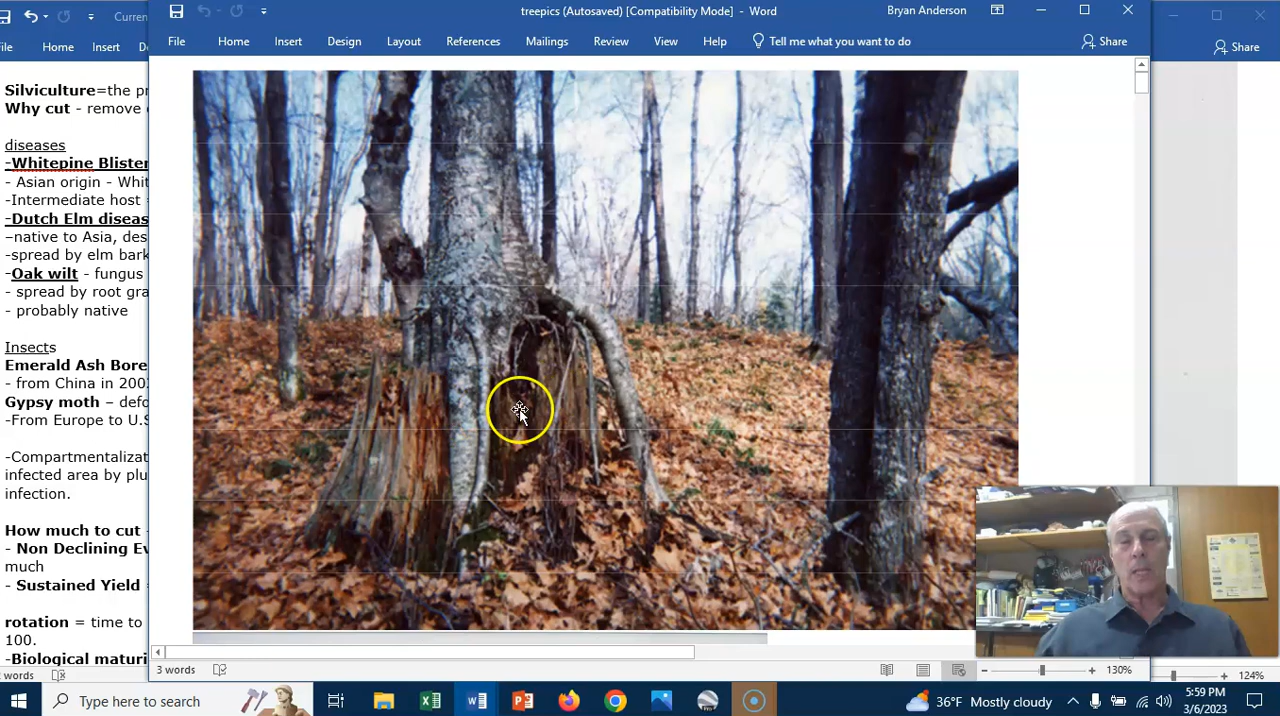 Curren
treepics (Autosaved) [Compatibility Mode] - Word
Bryan Anderson
File Home Insert Design Layout References Mailings Review View Help Tell me what you want to do Share
Home Insert
Share
Silviculture=the pr
Why cut - remove
diseases
-Whitepine Blister
- Asian origin - Whit
-Intermediate host =
-Dutch Elm diseas
–native to Asia, des
-spread by elm bark
-Oak wilt - fungus
- spread by root gra
- probably native
Insects
Emerald Ash Bore
- from China in 200
Gypsy moth – defo
-From Europe to U.S
-Compartmentalizat
infected area by plu
infection.
How much to cut -
- Non Declining Ev
much
- Sustained Yield =
rotation = time to
100.
-Biological maturi
words
3 words
130%
124%
Type here to search
36°F Mostly cloudy
5:59 PM
3/6/2023